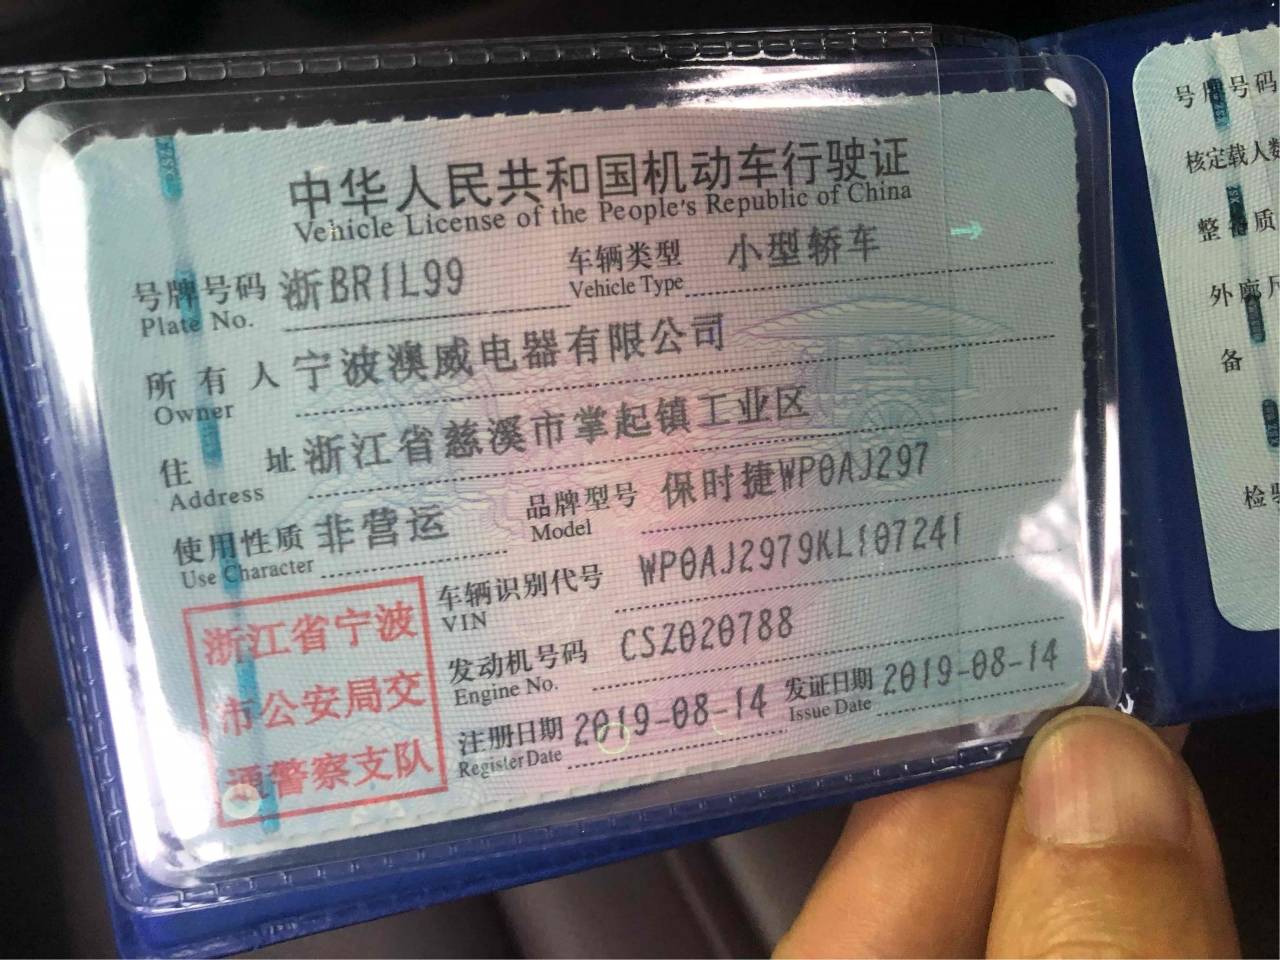 中华人民共和国机动车行驶证
Vehicle License of the People's Republic of China
号牌号码 浙BR1L99 车辆类型 小型轿车
Plate No. Vehicle Type
所有人 宁波澳威电器有限公司
Owner
住址 浙江省慈溪市掌起镇工业区
Address
使用性质 非营运 品牌型号 保时捷WP0AJ297
Use Character Model
车辆识别代号 WP0AJ2979KL107241
VIN
发动机号码 CSZ020788
Engine No.
注册日期 2019-08-14 发证日期 2019-08-14
Register Date Issue Date
浙江省宁波
市公安局交
通警察支队
号牌号码
核定载人数
整备质
外廓尺
备
检验